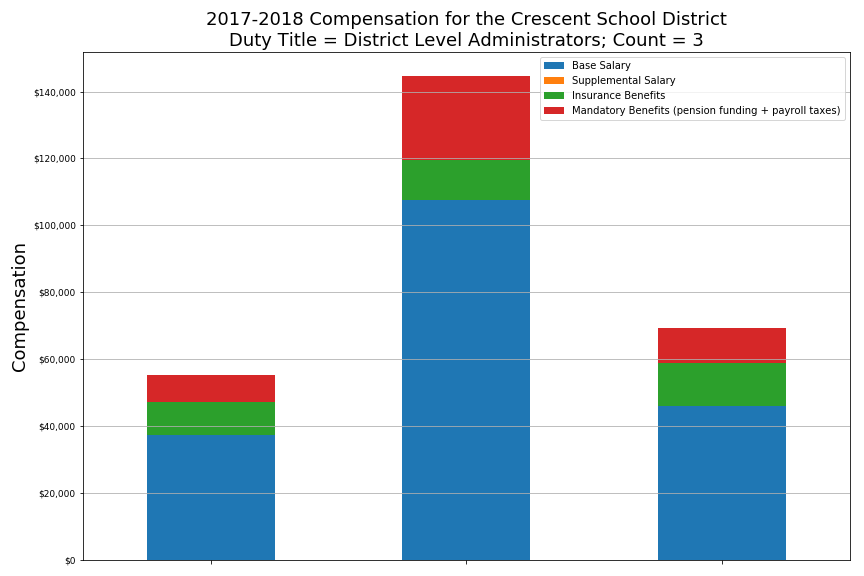 2017-2018 Compensation for the Crescent School District
Duty Title = District Level Administrators; Count = 3
Base Salary
Supplemental Salary
Insurance Benefits
Mandatory Benefits (pension funding + payroll taxes)
Compensation
$140,000
$120,000
$100,000
$80,000
$60,000
$40,000
$20,000
$0